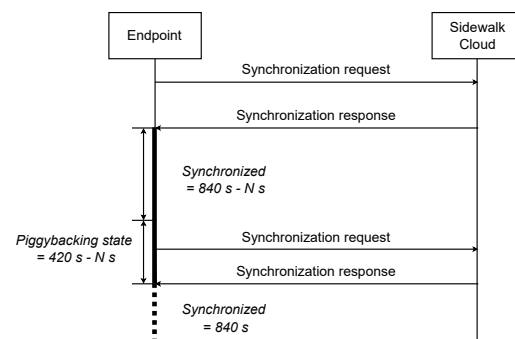 Endpoint
Sidewalk
Cloud
Synchronization request
Synchronization response
Synchronized
= 840 s - N s
Piggybacking state
= 420 s - N s
Synchronization request
Synchronization response
Synchronized
= 840 s